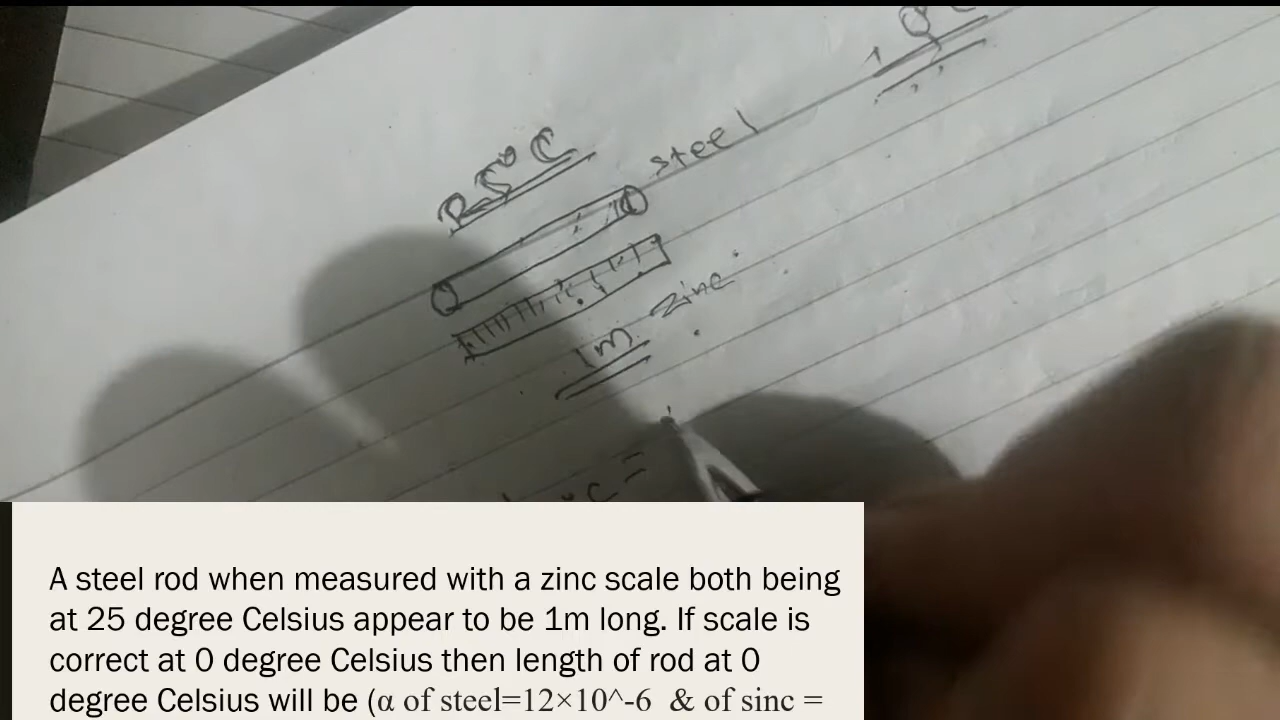 25°C
steel
1m zinc
°C =
A steel rod when measured with a zinc scale both being
at 25 degree Celsius appear to be 1m long. If scale is
correct at 0 degree Celsius then length of rod at 0
degree Celsius will be (α of steel=12×10^-6 & of sinc =